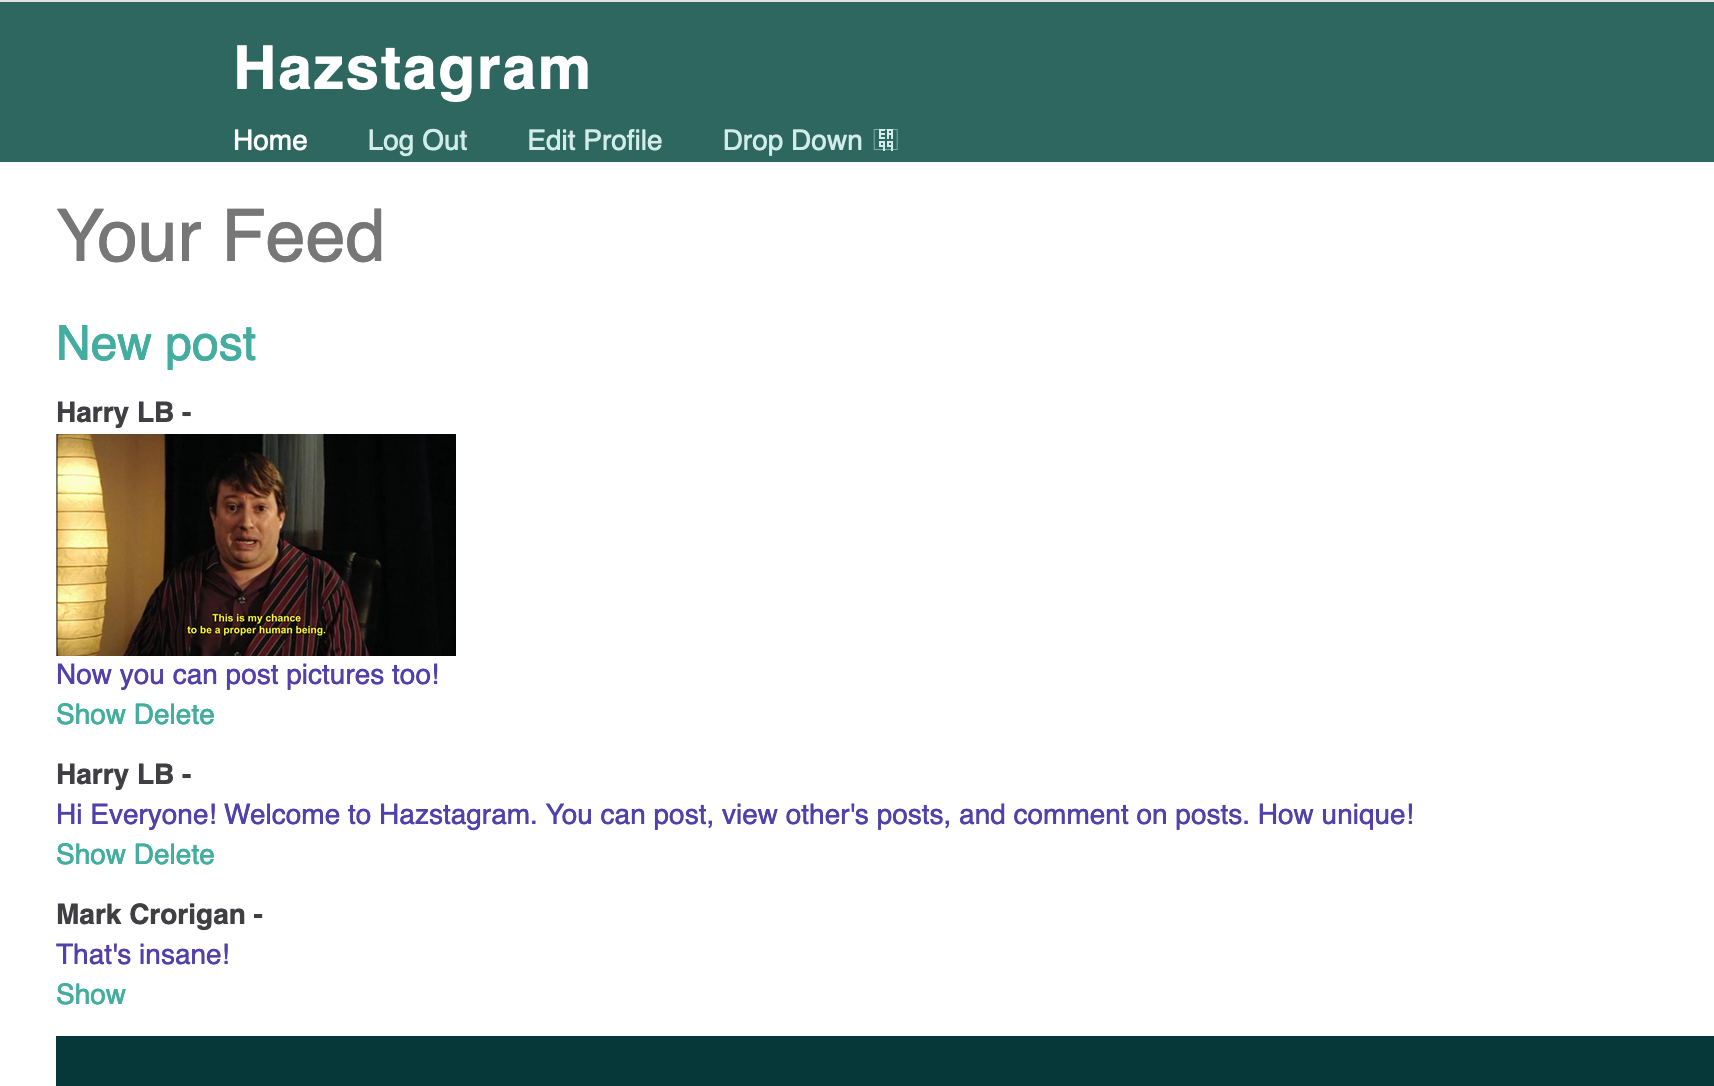 Hazstagram
Home Log Out Edit Profile Drop Down
Your Feed
New post
Harry LB -
This is my chance
to be a proper human being.
Now you can post pictures too!
Show Delete
Harry LB -
Hi Everyone! Welcome to Hazstagram. You can post, view other's posts, and comment on posts. How unique!
Show Delete
Mark Crorigan -
That's insane!
Show